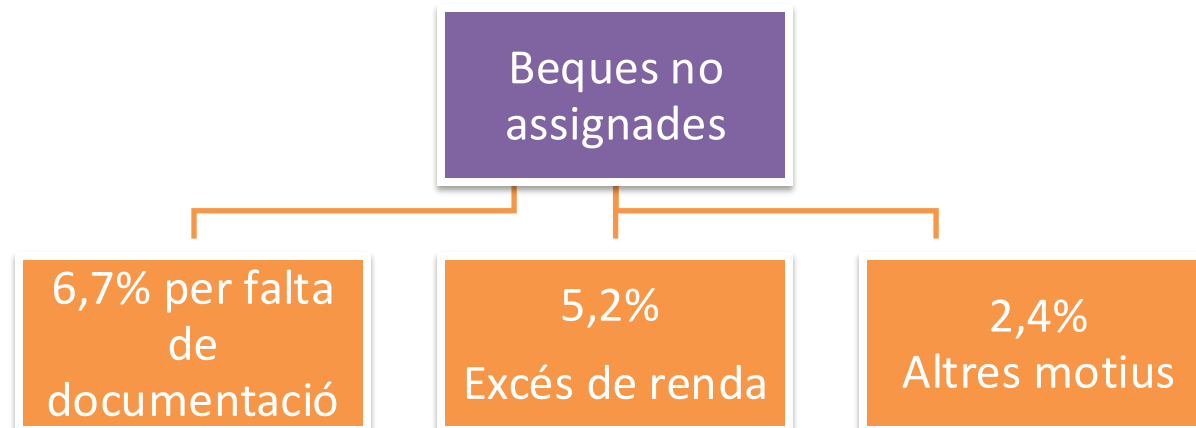 Beques no
assignades
6,7% per falta
de
documentació
5,2%
Excés de renda
2,4%
Altres motius